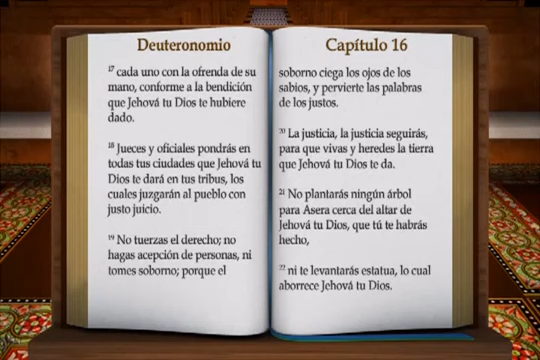 Deuteronomio
17 cada uno con la ofrenda de su
mano, conforme a la bendición
que Jehová tu Dios te hubiere
dado.
18 Jueces y oficiales pondrás en
todas tus ciudades que Jehová tu
Dios te dará en tus tribus, los
cuales juzgarán al pueblo con
justo juicio.
19 No tuerzas el derecho; no
hagas acepción de personas, ni
tomes soborno; porque el
Capítulo 16
soborno ciega los ojos de los
sabios, y pervierte las palabras
de los justos.
20 La justicia, la justicia seguirás,
para que vivas y heredes la tierra
que Jehová tu Dios te da.
21 No plantarás ningún árbol
para Asera cerca del altar de
Jehová tu Dios, que tú te habrás
hecho,
22 ni te levantarás estatua, lo cual
aborrece Jehová tu Dios.